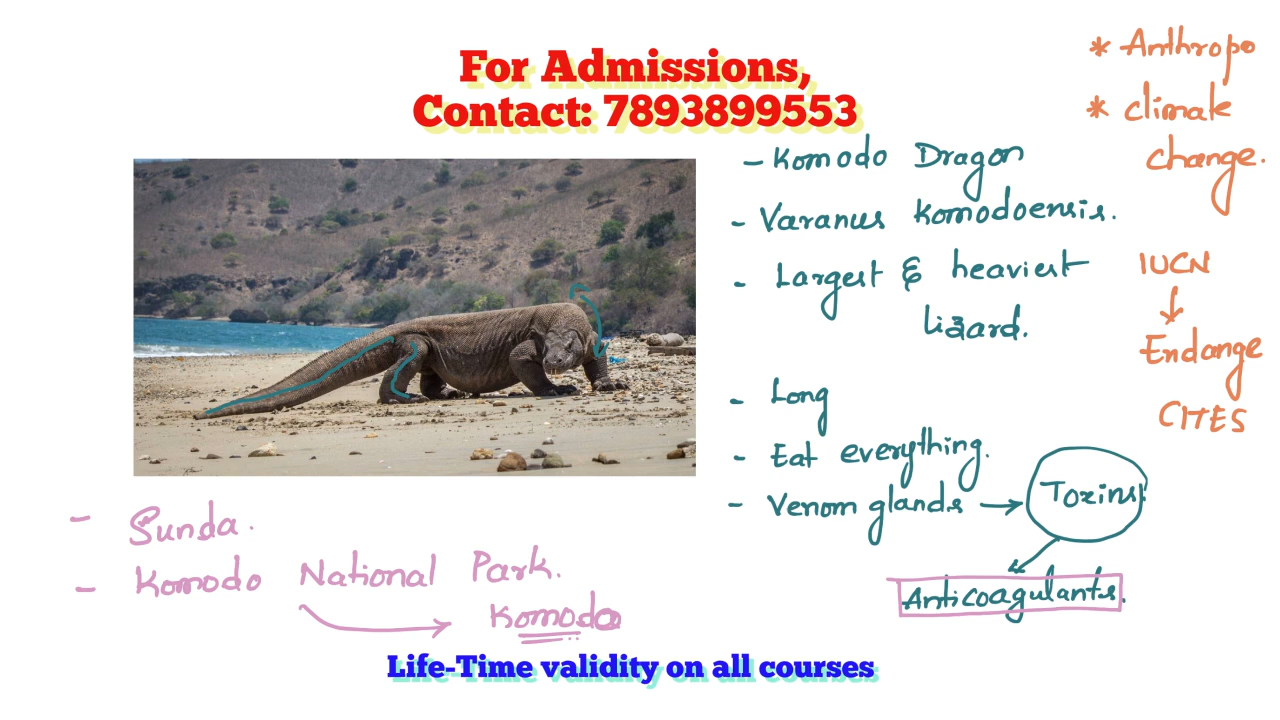 For Admissions,
Contact: 7893899553
* Anthropo
* climate
change.
- Komodo Dragon
- Varanus komodoensis.
- Largest & heaviest
lizard.
IUCN
Endange
CITES
- Long
- Eat everything.
- Venom glands → Toxins.
Anticoagulants.
- Sunda.
- Komodo National Park.
Komodo
Life-Time validity on all courses